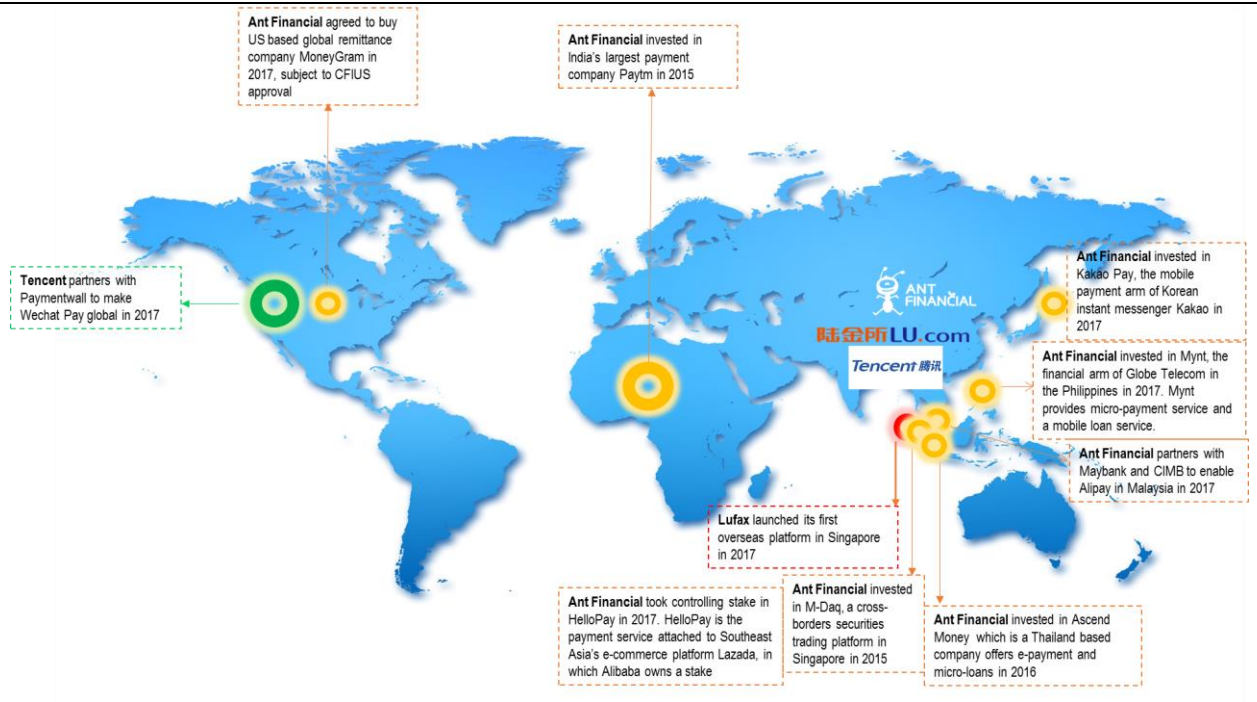 Ant Financial agreed to buy
US based global remittance
company MoneyGram in
2017, subject to CFIUS
approval
Ant Financial invested in
India's largest payment
company Paytm in 2015
Tencent partners with
Paymentwall to make
Wechat Pay global in 2017
ANT
FINANCIAL
陆金所LU.com
Tencent 腾讯
Ant Financial invested in
Kakao Pay, the mobile
payment arm of Korean
instant messenger Kakao in
2017
Ant Financial invested in Mynt, the
financial arm of Globe Telecom in
the Philippines in 2017. Mynt
provides micro-payment service and
a mobile loan service.
Ant Financial partners with
Maybank and CIMB to enable
Alipay in Malaysia in 2017
Lufax launched its first
overseas platform in Singapore
in 2017
Ant Financial took controlling stake in
HelloPay in 2017. HelloPay is the
payment service attached to Southeast
Asia's e-commerce platform Lazada, in
which Alibaba owns a stake
Ant Financial invested
in M-Daq, a cross-
borders securities
trading platform in
Singapore in 2015
Ant Financial invested in Ascend
Money which is a Thailand based
company offers e-payment and
micro-loans in 2016